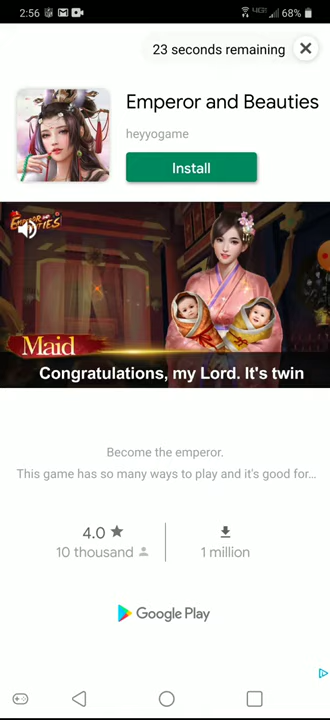 2:56
68%
23 seconds remaining
Emperor and Beauties
heyyogame
Install
Maid
Congratulations, my Lord. It's twin
Become the emperor.
This game has so many ways to play and it's good for...
4.0
10 thousand
1 million
Google Play